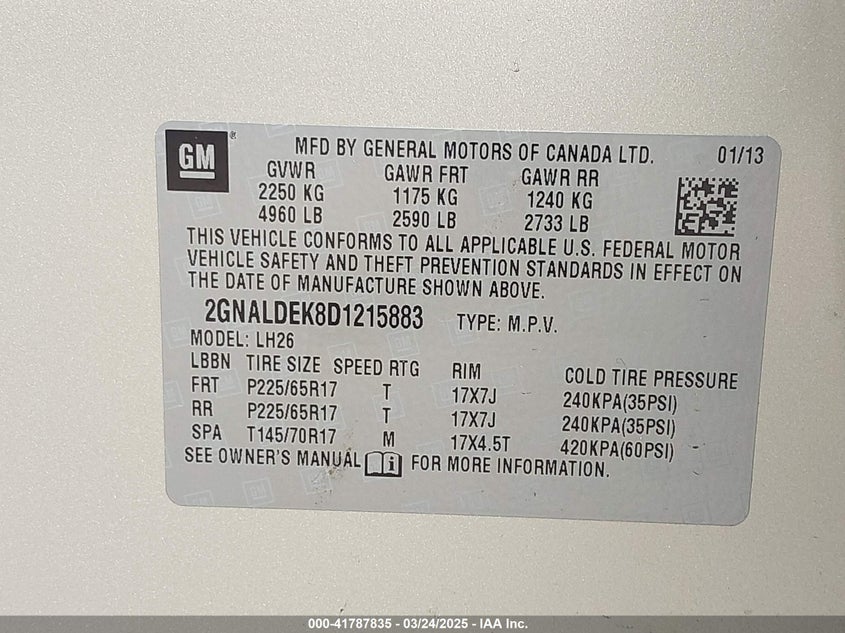 GM
MFD BY GENERAL MOTORS OF CANADA LTD. 01/13
GVWR GAWR FRT GAWR RR
2250 KG 1175 KG 1240 KG
4960 LB 2590 LB 2733 LB
THIS VEHICLE CONFORMS TO ALL APPLICABLE U.S. FEDERAL MOTOR
VEHICLE SAFETY AND THEFT PREVENTION STANDARDS IN EFFECT ON
THE DATE OF MANUFACTURE SHOWN ABOVE.
2GNALDEK8D1215883 TYPE: M.P.V.
MODEL: LH26
LBBN TIRE SIZE SPEED RTG RIM COLD TIRE PRESSURE
FRT P225/65R17 T 17X7J 240KPA(35PSI)
RR P225/65R17 T 17X7J 240KPA(35PSI)
SPA T145/70R17 M 17X4.5T 420KPA(60PSI)
SEE OWNER'S MANUAL i FOR MORE INFORMATION.
000-41787835 - 03/24/2025 - IAA Inc.